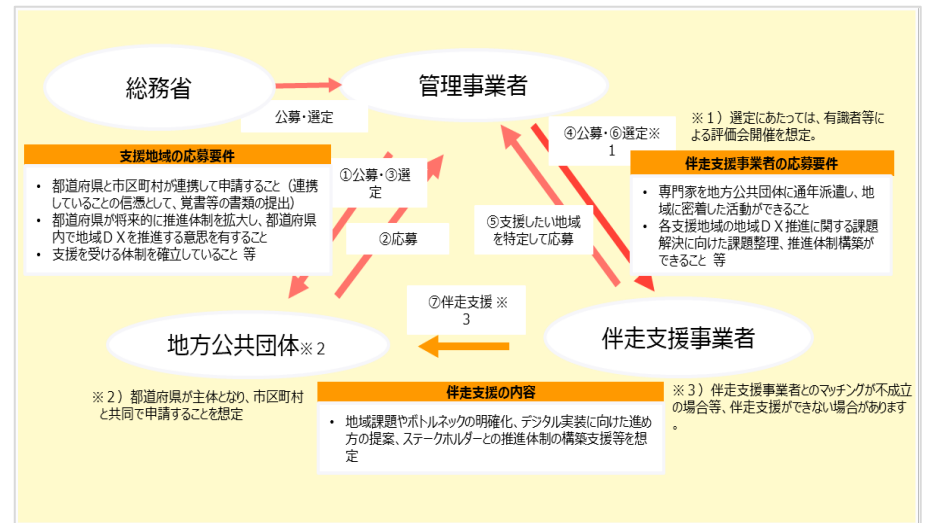 総務省
管理事業者
公募・選定
※１）選定にあたっては、有識者等に
よる評価会開催を想定。
④公募・⑥選定※
1
支援地域の応募要件
• 都道府県と市区町村が連携して申請すること（連携
していることの信憑として、覚書等の書類の提出）
• 都道府県が将来的に推進体制を拡大し、都道府県
内で地域ＤＸを推進する意思を有すること
• 支援を受ける体制を確立していること 等
①公募・③選
定
②応募
⑤支援したい地域
を特定して応募
伴走支援事業者の応募要件
• 専門家を地方公共団体に通年派遣し、地
域に密着した活動ができること
• 各支援地域の地域ＤＸ推進に関する課題
解決に向けた課題整理、推進体制構築が
できること 等
⑦伴走支援 ※
3
地方公共団体※２
伴走支援事業者
※２）都道府県が主体となり、市区町村
と共同で申請することを想定
伴走支援の内容
• 地域課題やボトルネックの明確化、デジタル実装に向けた進め
方の提案、ステークホルダーとの推進体制の構築支援等を想
定
※３）伴走支援事業者とのマッチングが不成立
の場合等、伴走支援ができない場合があります
。